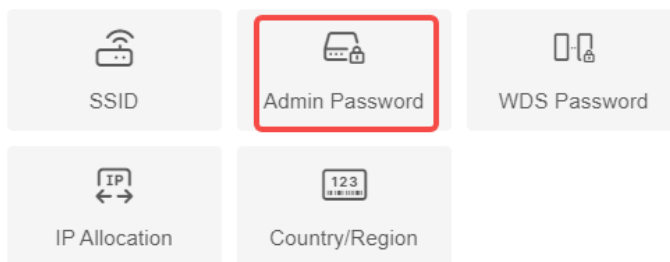 SSID
Admin Password
WDS Password
IP
IP Allocation
123
Country/Region